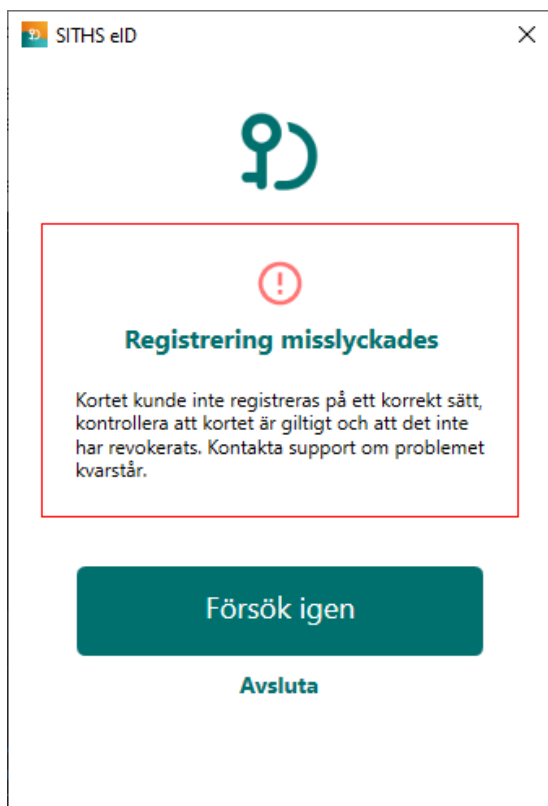 SITHS eID
Registrering misslyckades
Kortet kunde inte registreras på ett korrekt sätt,
kontrollera att kortet är giltigt och att det inte
har revokerats. Kontakta support om problemet
kvarstår.
Försök igen
Avsluta